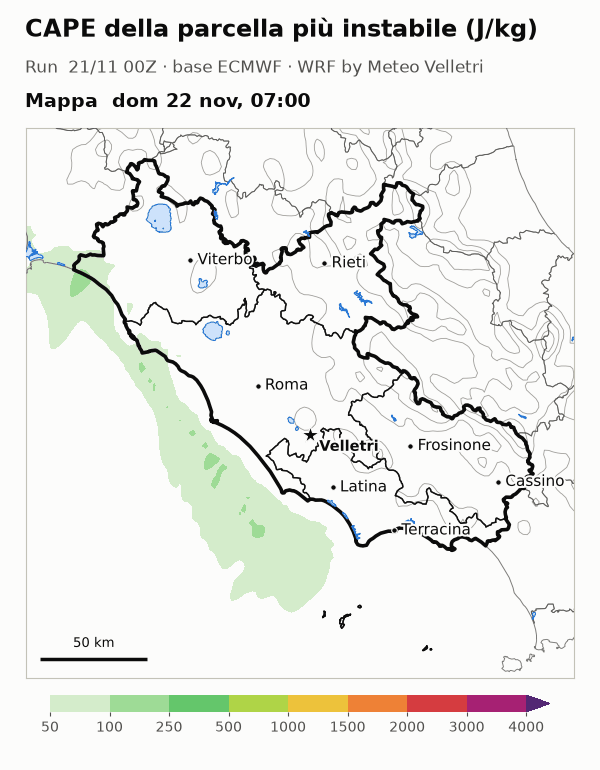 CAPE della parcella più instabile (J/kg)
Run  21/11 00Z · base ECMWF · WRF by Meteo Velletri
Mappa  dom 22 nov, 07:00
Viterbo
Rieti
Roma
Velletri
Frosinone
Cassino
Latina
Terracina
50 km
50 100 250 500 1000 1500 2000 3000 4000